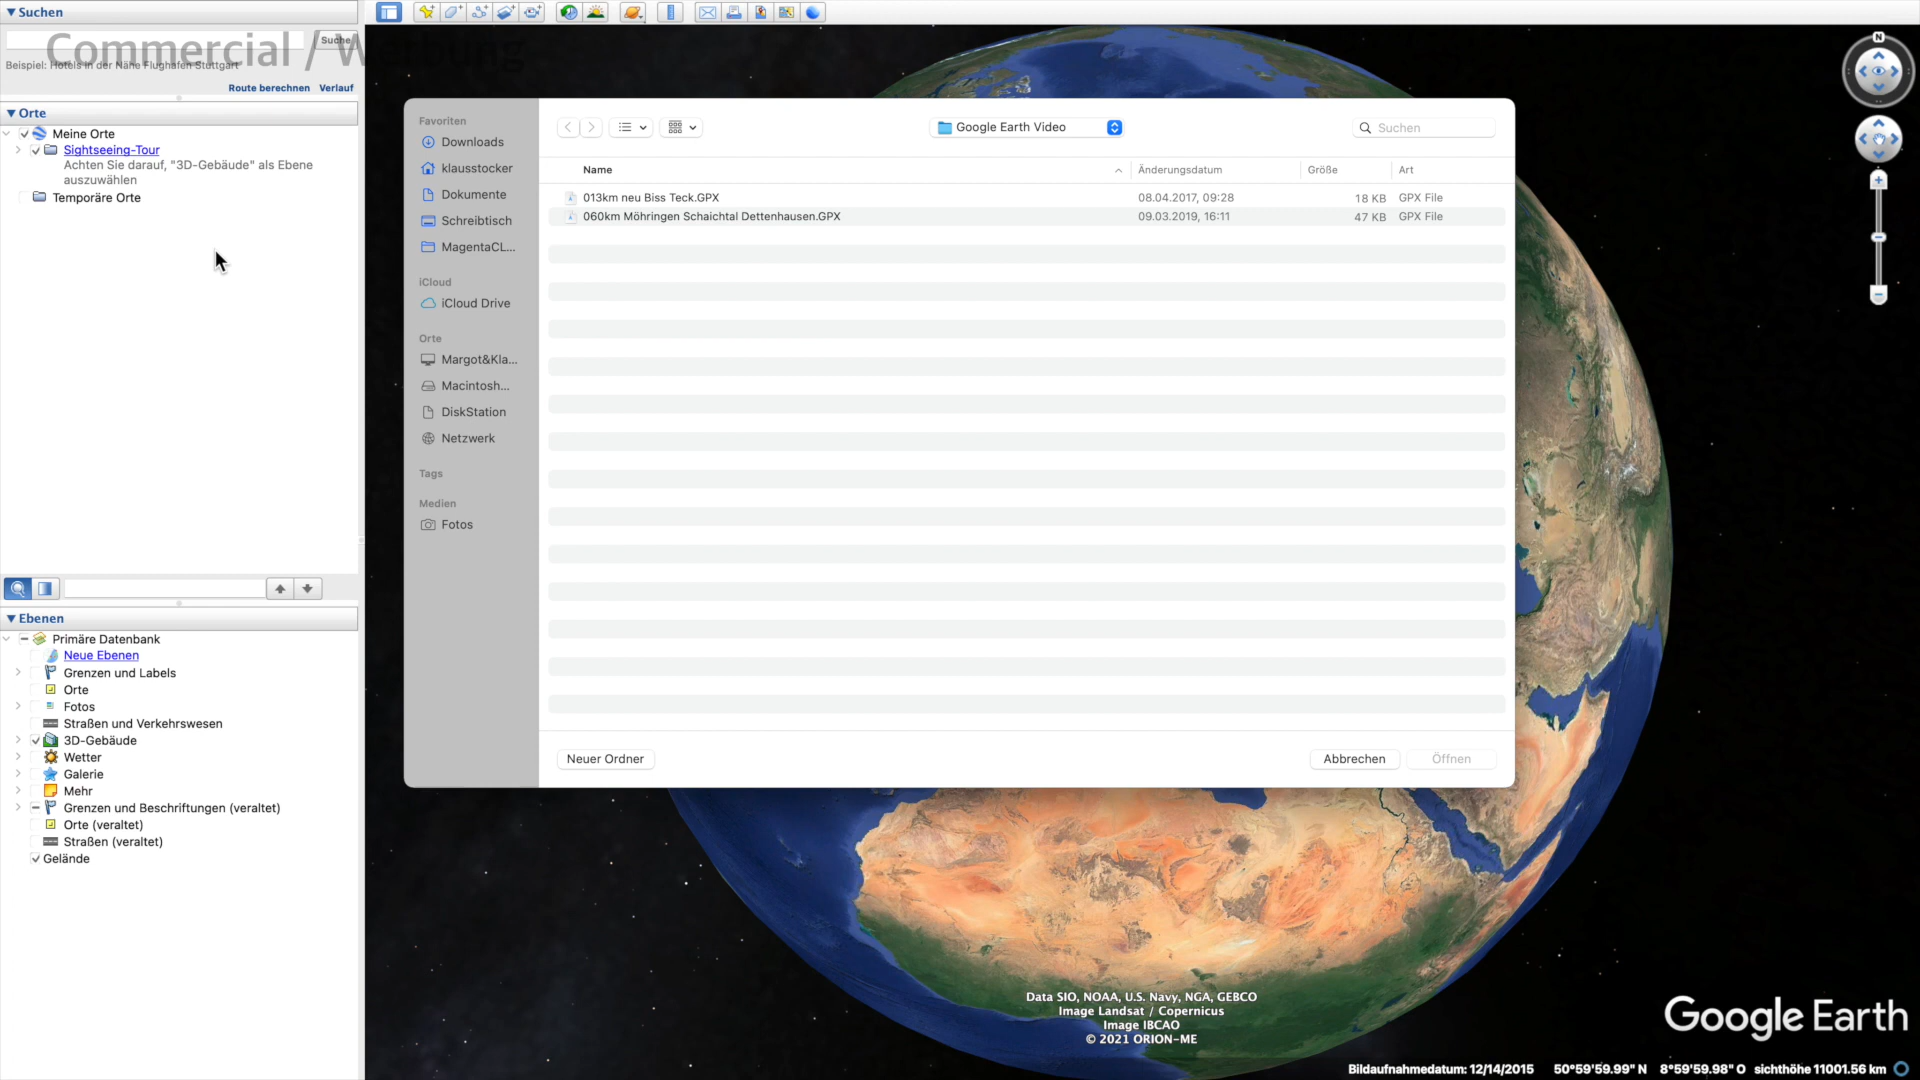 Suchen
Commercial / Werbung
Suche
Beispiel: Hotels in der Nähe Flughafen Stuttgart
Route berechnen Verlauf
Orte
Meine Orte
Sightseeing-Tour
Achten Sie darauf, "3D-Gebäude" als Ebene
auszuwählen
Temporäre Orte
Ebenen
Primäre Datenbank
Neue Ebenen
Grenzen und Labels
Orte
Fotos
Straßen und Verkehrswesen
3D-Gebäude
Wetter
Galerie
Mehr
Grenzen und Beschriftungen (veraltet)
Orte (veraltet)
Straßen (veraltet)
Gelände
Favoriten
Downloads
klausstocker
Dokumente
Schreibtisch
MagentaCL...
iCloud
iCloud Drive
Orte
Margot&Kla...
Macintosh...
DiskStation
Netzwerk
Tags
Medien
Fotos
Google Earth Video
Suchen
Name Änderungsdatum Größe Art
013km neu Biss Teck.GPX 08.04.2017, 09:28 18 KB GPX File
060km Möhringen Schaichtal Dettenhausen.GPX 09.03.2019, 16:11 47 KB GPX File
Neuer Ordner Abbrechen Öffnen
N
Data SIO, NOAA, U.S. Navy, NGA, GEBCO
Image Landsat / Copernicus
Image IBCAO
© 2021 ORION-ME
Google Earth
Bildaufnahmedatum: 12/14/2015 50°59'59.99" N 8°59'59.98" O sichthöhe 11001.56 km